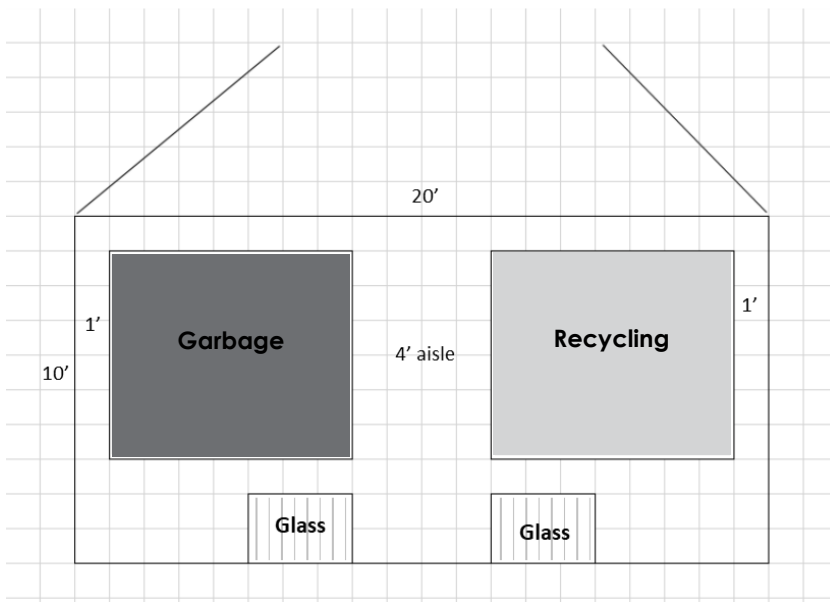 20’
1’
Garbage
Recycling
1’
4’ aisle
10’
Glass
Glass